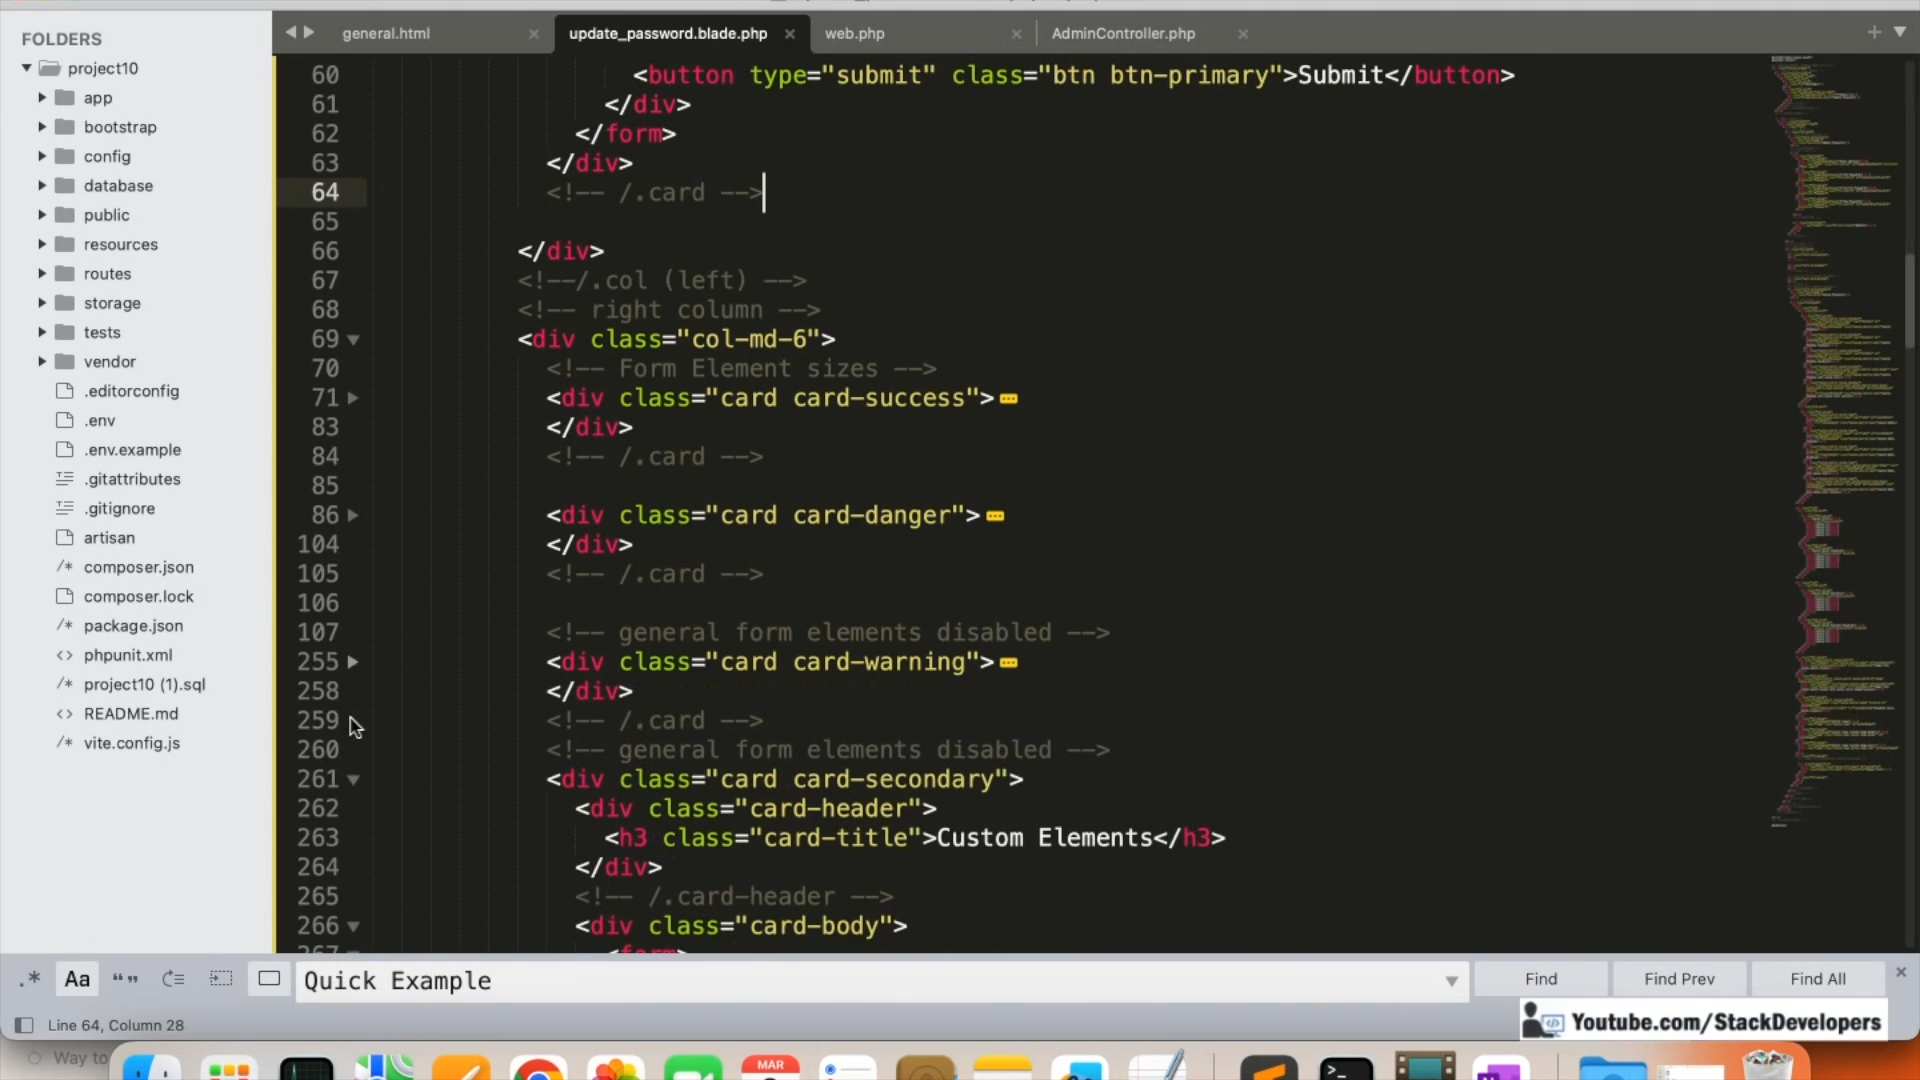 FOLDERS
project10
app
bootstrap
config
database
public
resources
routes
storage
tests
vendor
.editorconfig
.env
.env.example
.gitattributes
.gitignore
artisan
/* composer.json
composer.lock
/* package.json
<> phpunit.xml
/* project10 (1).sql
<> README.md
/* vite.config.js
general.html
update_password.blade.php
web.php
AdminController.php
60 <button type="submit" class="btn btn-primary">Submit</button>
61 </div>
62 </form>
63 </div>
64 <!-- /.card -->
65
66 </div>
67 <!--/.col (left) -->
68 <!-- right column -->
69 <div class="col-md-6">
70 <!-- Form Element sizes -->
71 <div class="card card-success">
83 </div>
84 <!-- /.card -->
85
86 <div class="card card-danger">
104 </div>
105 <!-- /.card -->
106
107 <!-- general form elements disabled -->
255 <div class="card card-warning">
258 </div>
259 <!-- /.card -->
260 <!-- general form elements disabled -->
261 <div class="card card-secondary">
262 <div class="card-header">
263 <h3 class="card-title">Custom Elements</h3>
264 </div>
265 <!-- /.card-header -->
266 <div class="card-body">
267 <form>
.* Aa “ ” Quick Example Find Find Prev Find All
Line 64, Column 28
Youtube.com/StackDevelopers
Way to
MAR